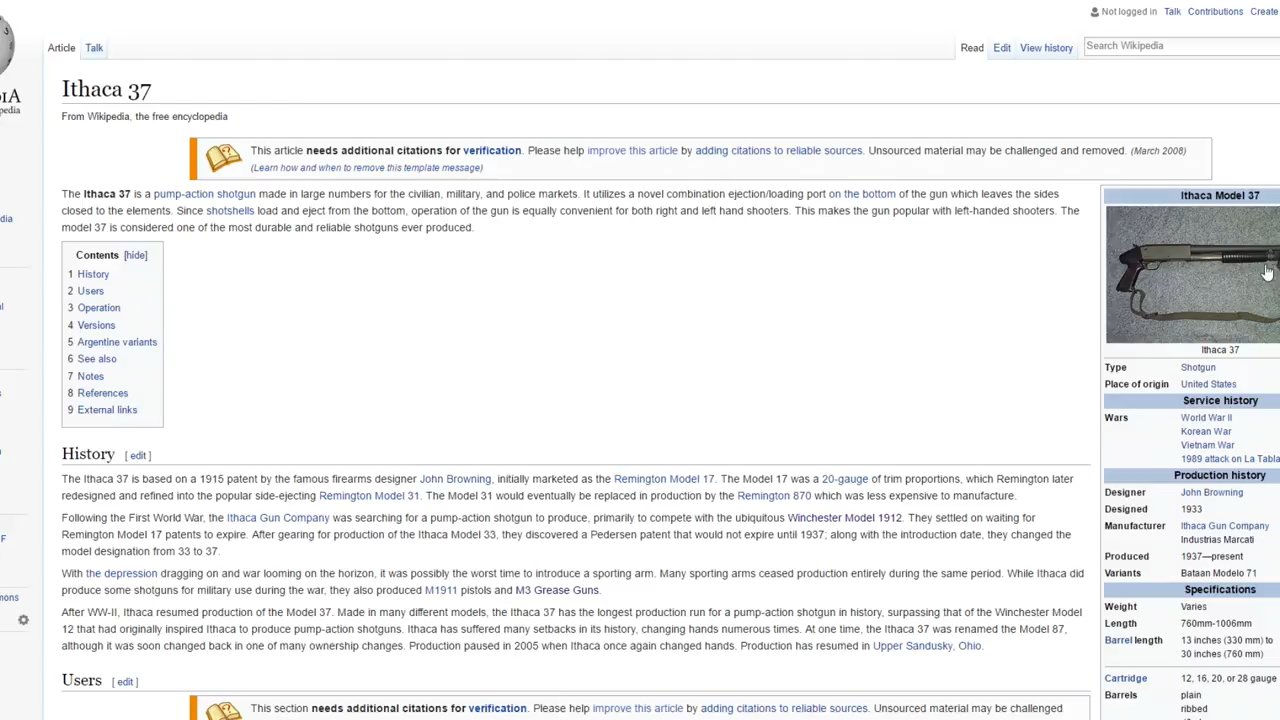 Not logged in Talk Contributions Create
Article Talk
Read Edit View history Search Wikipedia
Ithaca 37
From Wikipedia, the free encyclopedia
This article needs additional citations for verification. Please help improve this article by adding citations to reliable sources. Unsourced material may be challenged and removed. (March 2008)
(Learn how and when to remove this template message)
The Ithaca 37 is a pump-action shotgun made in large numbers for the civilian, military, and police markets. It utilizes a novel combination ejection/loading port on the bottom of the gun which leaves the sides
closed to the elements. Since shotshells load and eject from the bottom, operation of the gun is equally convenient for both right and left hand shooters. This makes the gun popular with left-handed shooters. The
model 37 is considered one of the most durable and reliable shotguns ever produced.
Contents [hide]
1 History
2 Users
3 Operation
4 Versions
5 Argentine variants
6 See also
7 Notes
8 References
9 External links
History [ edit ]
The Ithaca 37 is based on a 1915 patent by the famous firearms designer John Browning, initially marketed as the Remington Model 17. The Model 17 was a 20-gauge of trim proportions, which Remington later
redesigned and refined into the popular side-ejecting Remington Model 31. The Model 31 would eventually be replaced in production by the Remington 870 which was less expensive to manufacture.
Following the First World War, the Ithaca Gun Company was searching for a pump-action shotgun to produce, primarily to compete with the ubiquitous Winchester Model 1912. They settled on waiting for
Remington Model 17 patents to expire. After gearing for production of the Ithaca Model 33, they discovered a Pedersen patent that would not expire until 1937; along with the introduction date, they changed the
model designation from 33 to 37.
With the depression dragging on and war looming on the horizon, it was possibly the worst time to introduce a sporting arm. Many sporting arms ceased production entirely during the same period. While Ithaca did
produce some shotguns for military use during the war, they also produced M1911 pistols and M3 Grease Guns.
After WW-II, Ithaca resumed production of the Model 37. Made in many different models, the Ithaca 37 has the longest production run for a pump-action shotgun in history, surpassing that of the Winchester Model
12 that had originally inspired Ithaca to produce pump-action shotguns. Ithaca has suffered many setbacks in its history, changing hands numerous times. At one time, the Ithaca 37 was renamed the Model 87,
although it was soon changed back in one of many ownership changes. Production paused in 2005 when Ithaca once again changed hands. Production has resumed in Upper Sandusky, Ohio.
Users [ edit ]
This section needs additional citations for verification. Please help improve this article by adding citations to reliable sources. Unsourced material may be challenged
Ithaca Model 37
Ithaca 37
Type Shotgun
Place of origin United States
Service history
Wars World War II
Korean War
Vietnam War
1989 attack on La Tabla
Production history
Designer John Browning
Designed 1933
Manufacturer Ithaca Gun Company
Industrias Marcati
Produced 1937—present
Variants Bataan Modelo 71
Specifications
Weight Varies
Length 760mm-1006mm
Barrel length 13 inches (330 mm) to
30 inches (760 mm)
Cartridge 12, 16, 20, or 28 gauge
Barrels plain
ribbed